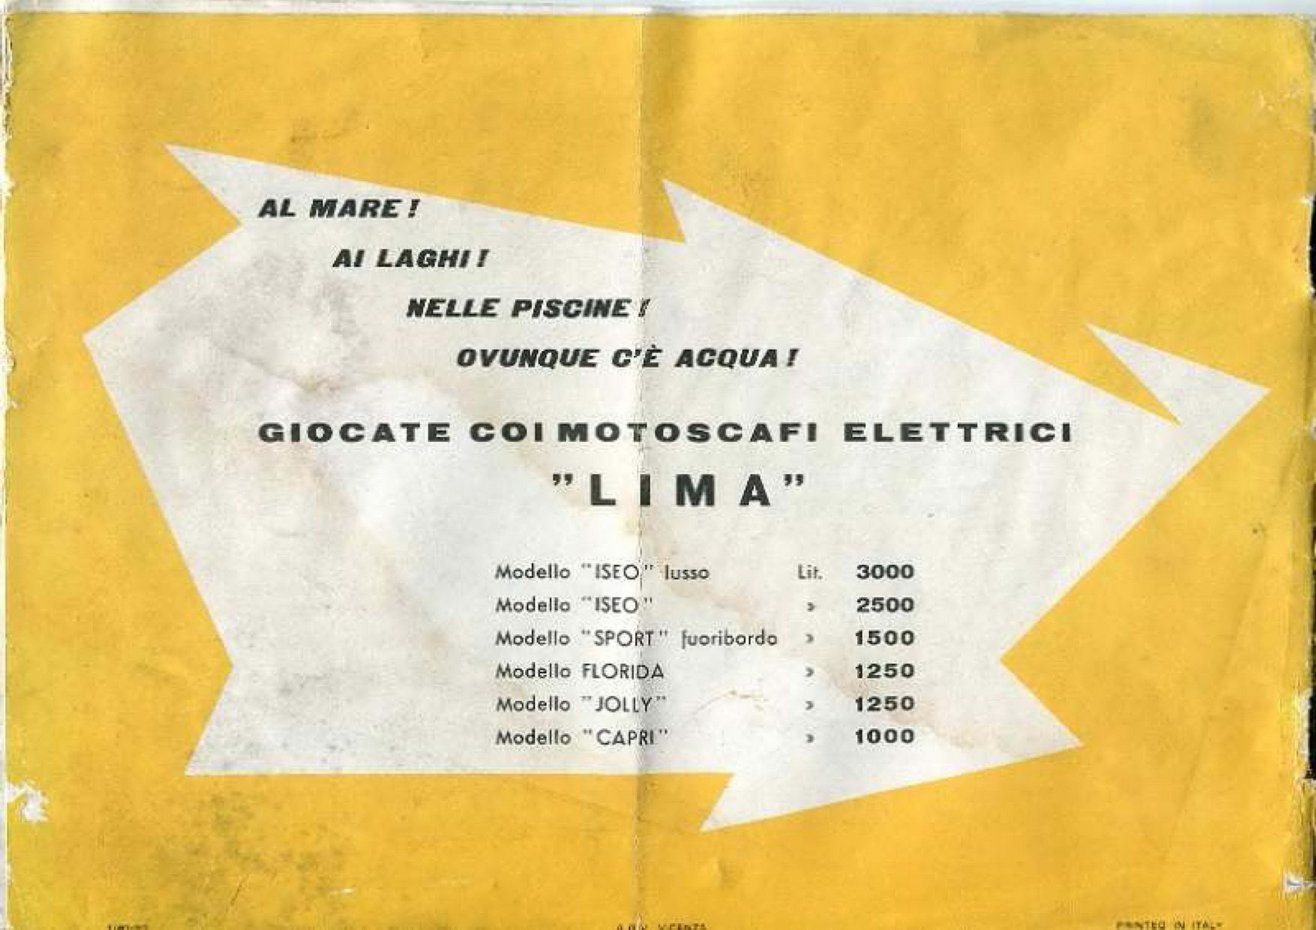 AL MARE!
AI LAGHI!
NELLE PISCINE!
OVUNQUE C'È ACQUA!
GIOCATE COI MOTOSCAFI ELETTRICI
"LIMA"
Modello "ISEO" lusso Lit. 3000
Modello "ISEO" » 2500
Modello "SPORT" fuoribordo » 1500
Modello FLORIDA » 1250
Modello "JOLLY" » 1250
Modello "CAPRI" » 1000
VICENZA
PRINTED IN ITALY